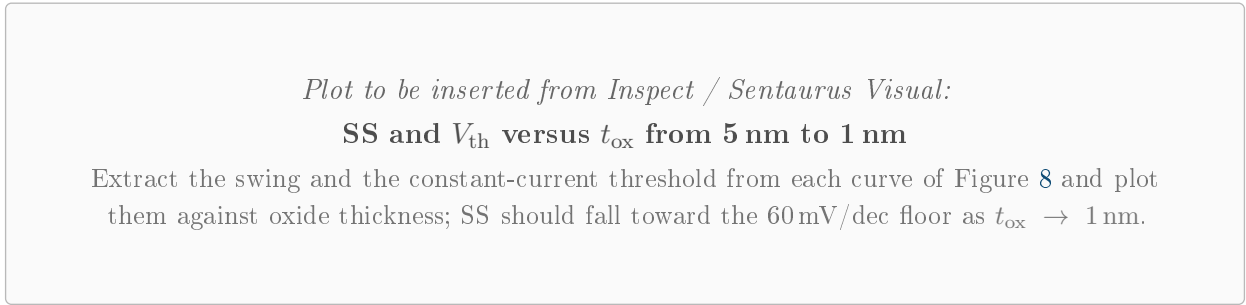 Plot to be inserted from Inspect / Sentaurus Visual:
SS and V_th versus t_ox from 5 nm to 1 nm
Extract the swing and the constant-current threshold from each curve of Figure 8 and plot
them against oxide thickness; SS should fall toward the 60 mV/dec floor as t_ox → 1 nm.